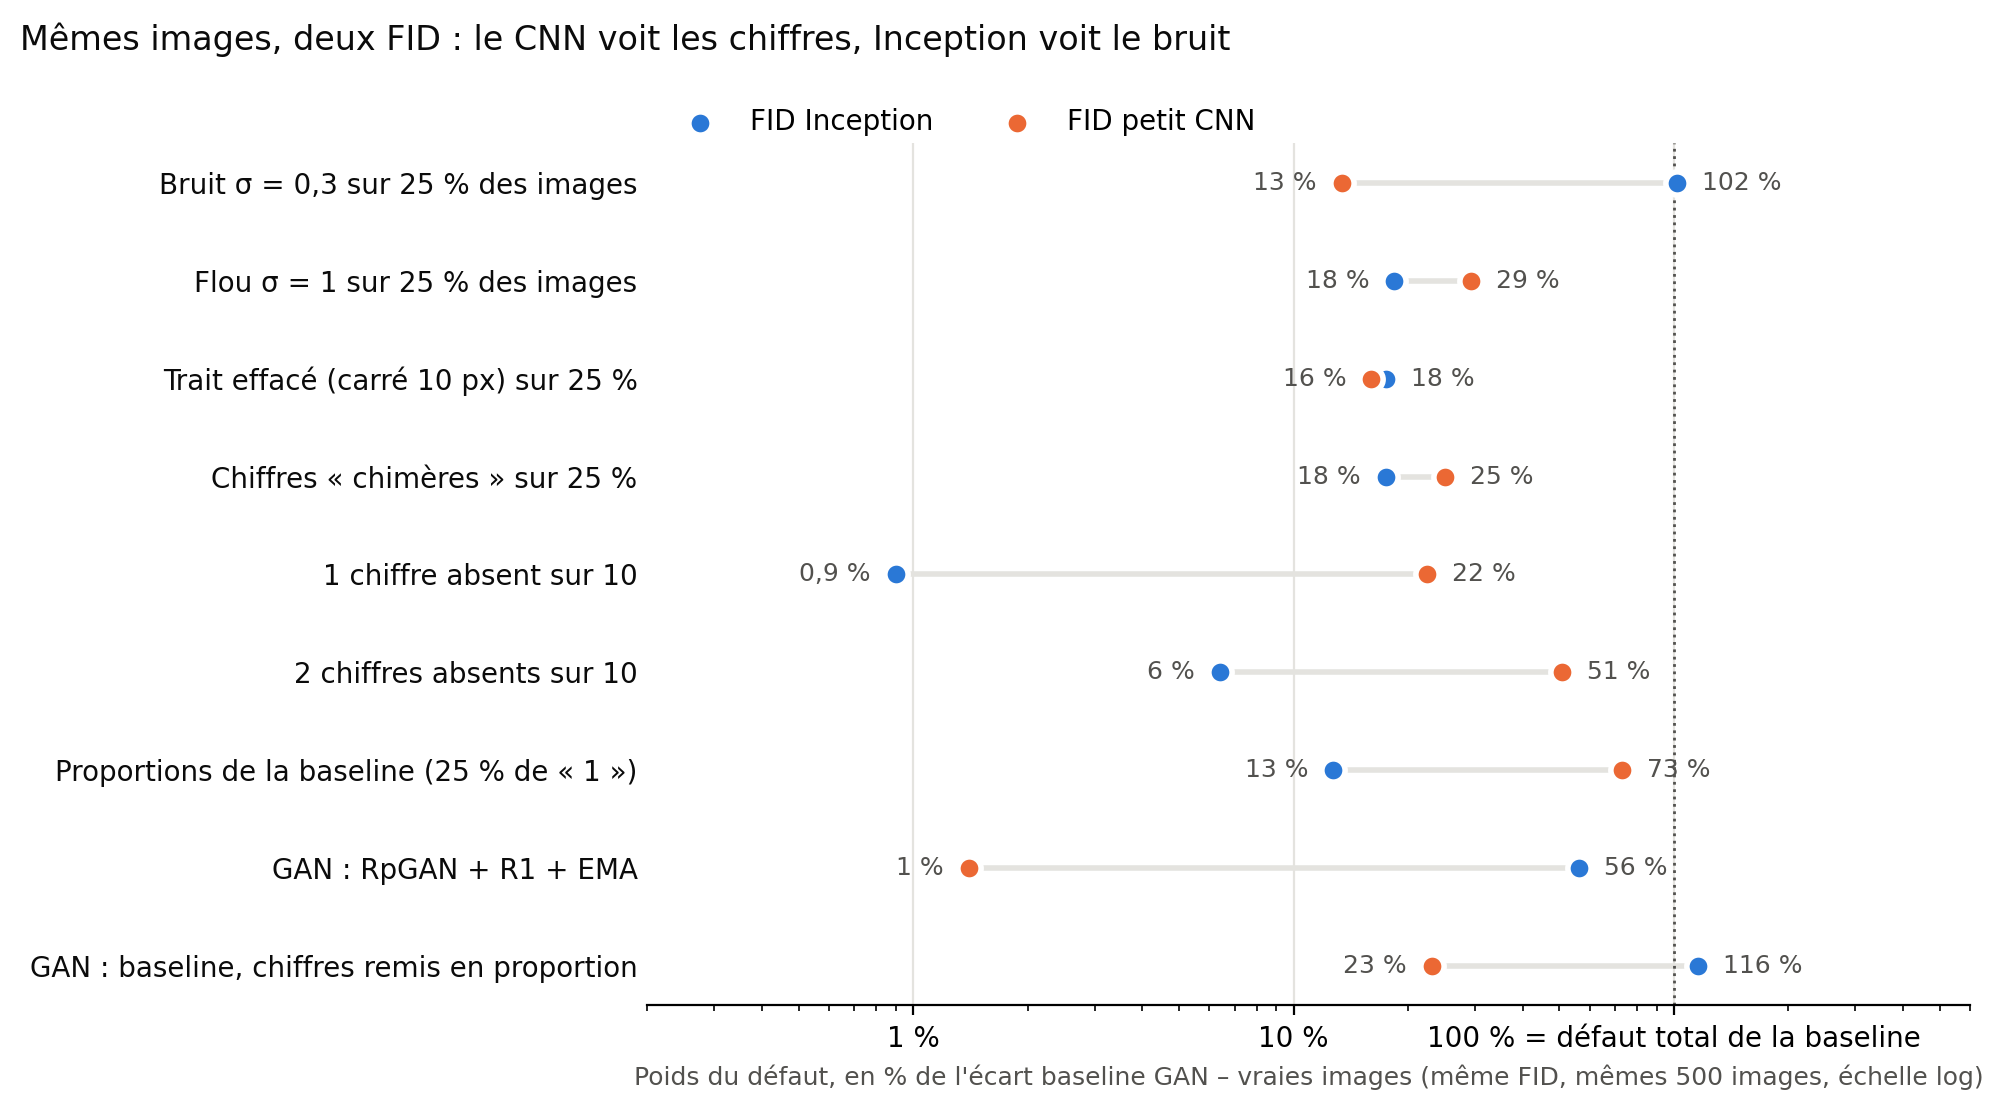 Mêmes images, deux FID : le CNN voit les chiffres, Inception voit le bruit
FID Inception
FID petit CNN
Bruit σ = 0,3 sur 25 % des images
13 %
102 %
Flou σ = 1 sur 25 % des images
18 %
29 %
Trait effacé (carré 10 px) sur 25 %
16 %
18 %
Chiffres « chimères » sur 25 %
18 %
25 %
1 chiffre absent sur 10
0,9 %
22 %
2 chiffres absents sur 10
6 %
51 %
Proportions de la baseline (25 % de « 1 »)
13 %
73 %
GAN : RpGAN + R1 + EMA
1 %
56 %
GAN : baseline, chiffres remis en proportion
23 %
116 %
1 %
10 %
100 % = défaut total de la baseline
Poids du défaut, en % de l'écart baseline GAN – vraies images (même FID, mêmes 500 images, échelle log)